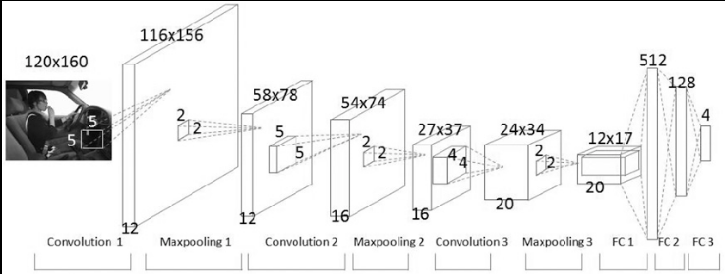 120x160
5
5
116x156
12
2
2
58x78
12
5
5
54x74
16
2
2
27x37
16
4
4
24x34
20
2
2
12x17
20
512
128
4
Convolution 1
Maxpooling 1
Convolution 2
Maxpooling 2
Convolution 3
Maxpooling 3
FC 1
FC 2
FC 3